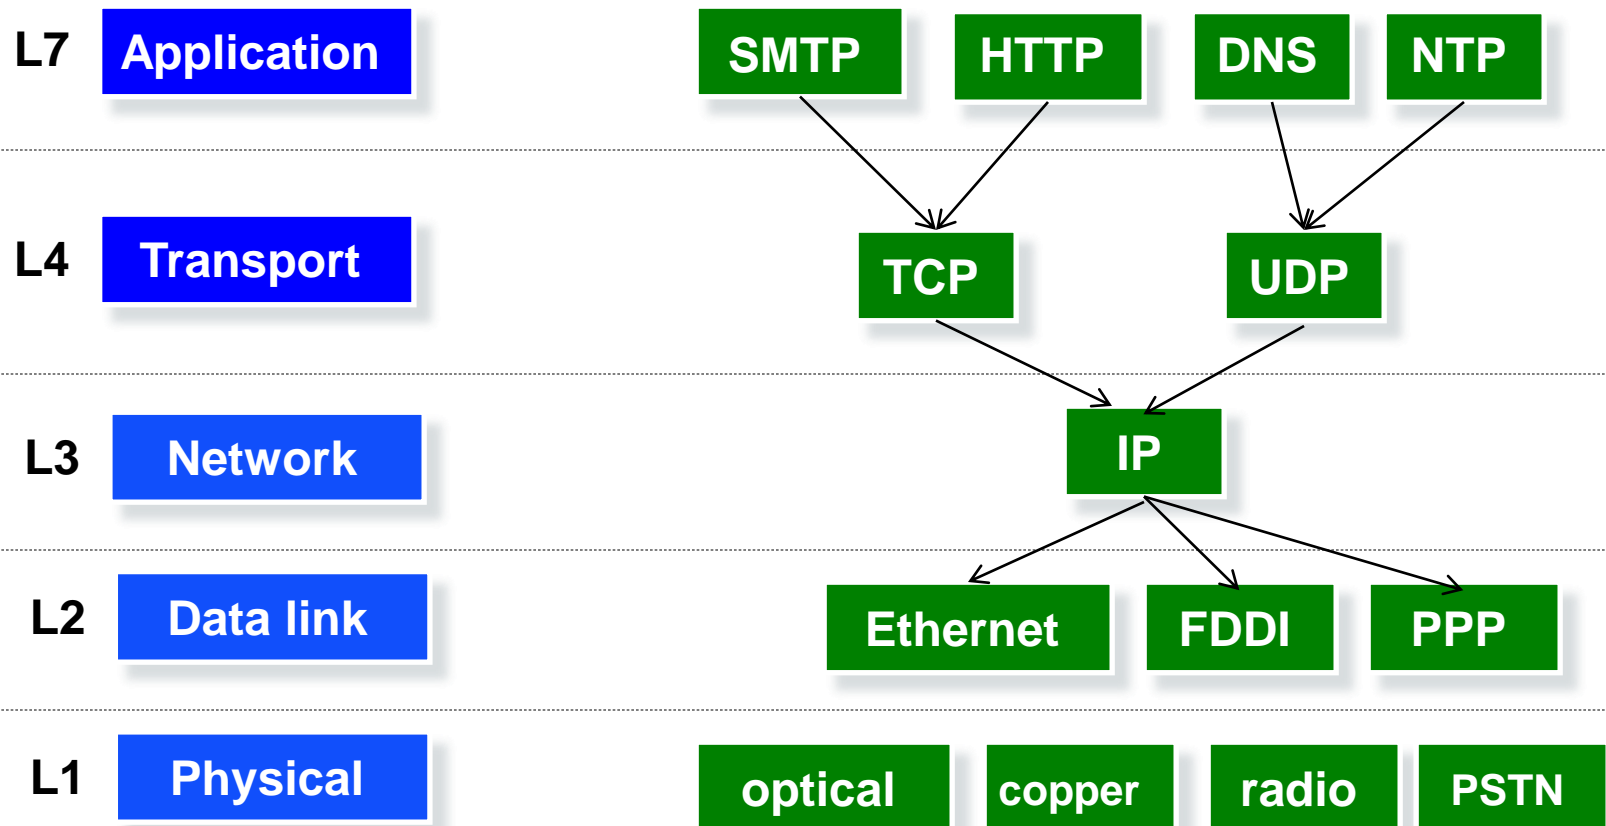 L7 Application SMTP HTTP DNS NTP
L4 Transport TCP UDP
L3 Network IP
L2 Data link Ethernet FDDI PPP
L1 Physical optical copper radio PSTN